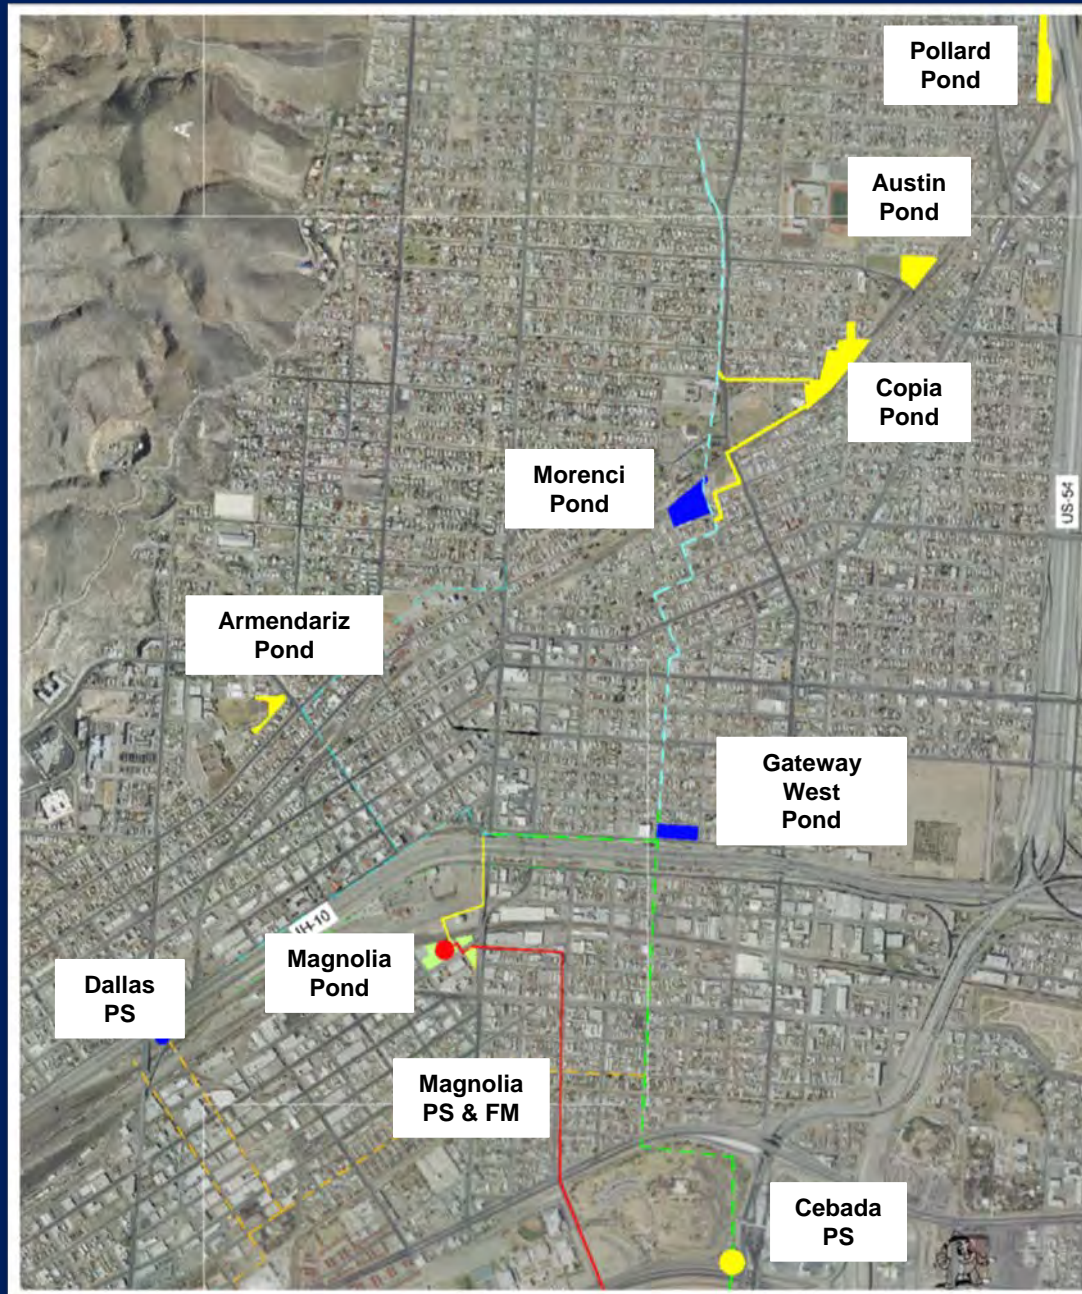 Pollard
Pond
Austin
Pond
Copia
Pond
Morenci
Pond
US-54
Armendariz
Pond
Gateway
West
Pond
IH-10
Magnolia
Pond
Dallas
PS
Magnolia
PS & FM
Cebada
PS